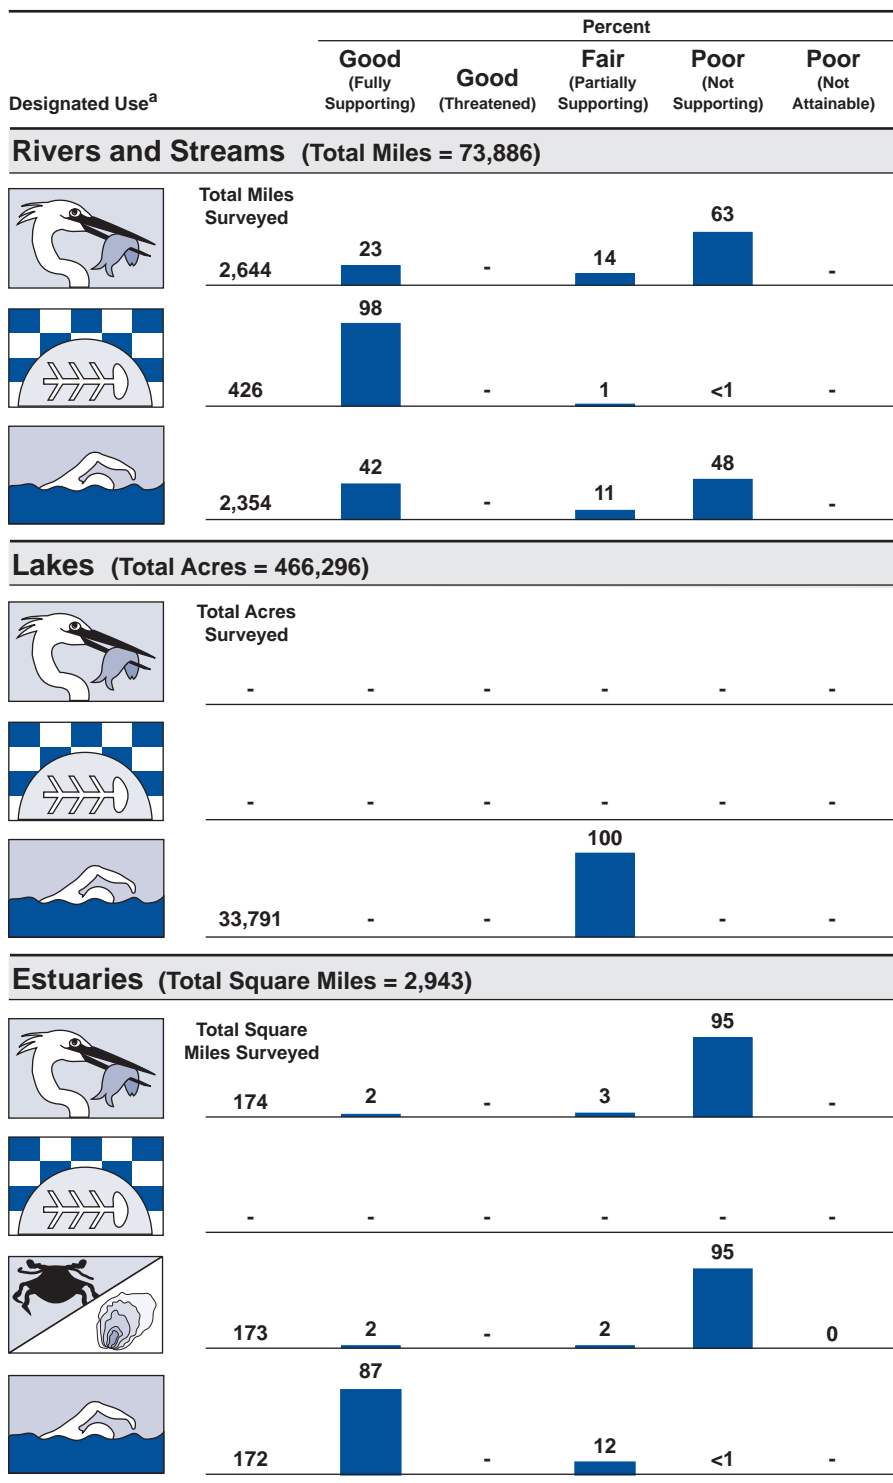 Percent
Designated Useᵃ
Good (Fully Supporting)
Good (Threatened)
Fair (Partially Supporting)
Poor (Not Supporting)
Poor (Not Attainable)
Rivers and Streams (Total Miles = 73,886)
Total Miles Surveyed
2,644 23 - 14 63 -
426 98 - 1 <1 -
2,354 42 - 11 48 -
Lakes (Total Acres = 466,296)
Total Acres Surveyed
- - - - - -
- - - - - -
33,791 - - 100 - -
Estuaries (Total Square Miles = 2,943)
Total Square Miles Surveyed
174 2 - 3 95 -
- - - - - -
173 2 - 2 95 0
172 87 - 12 <1 -